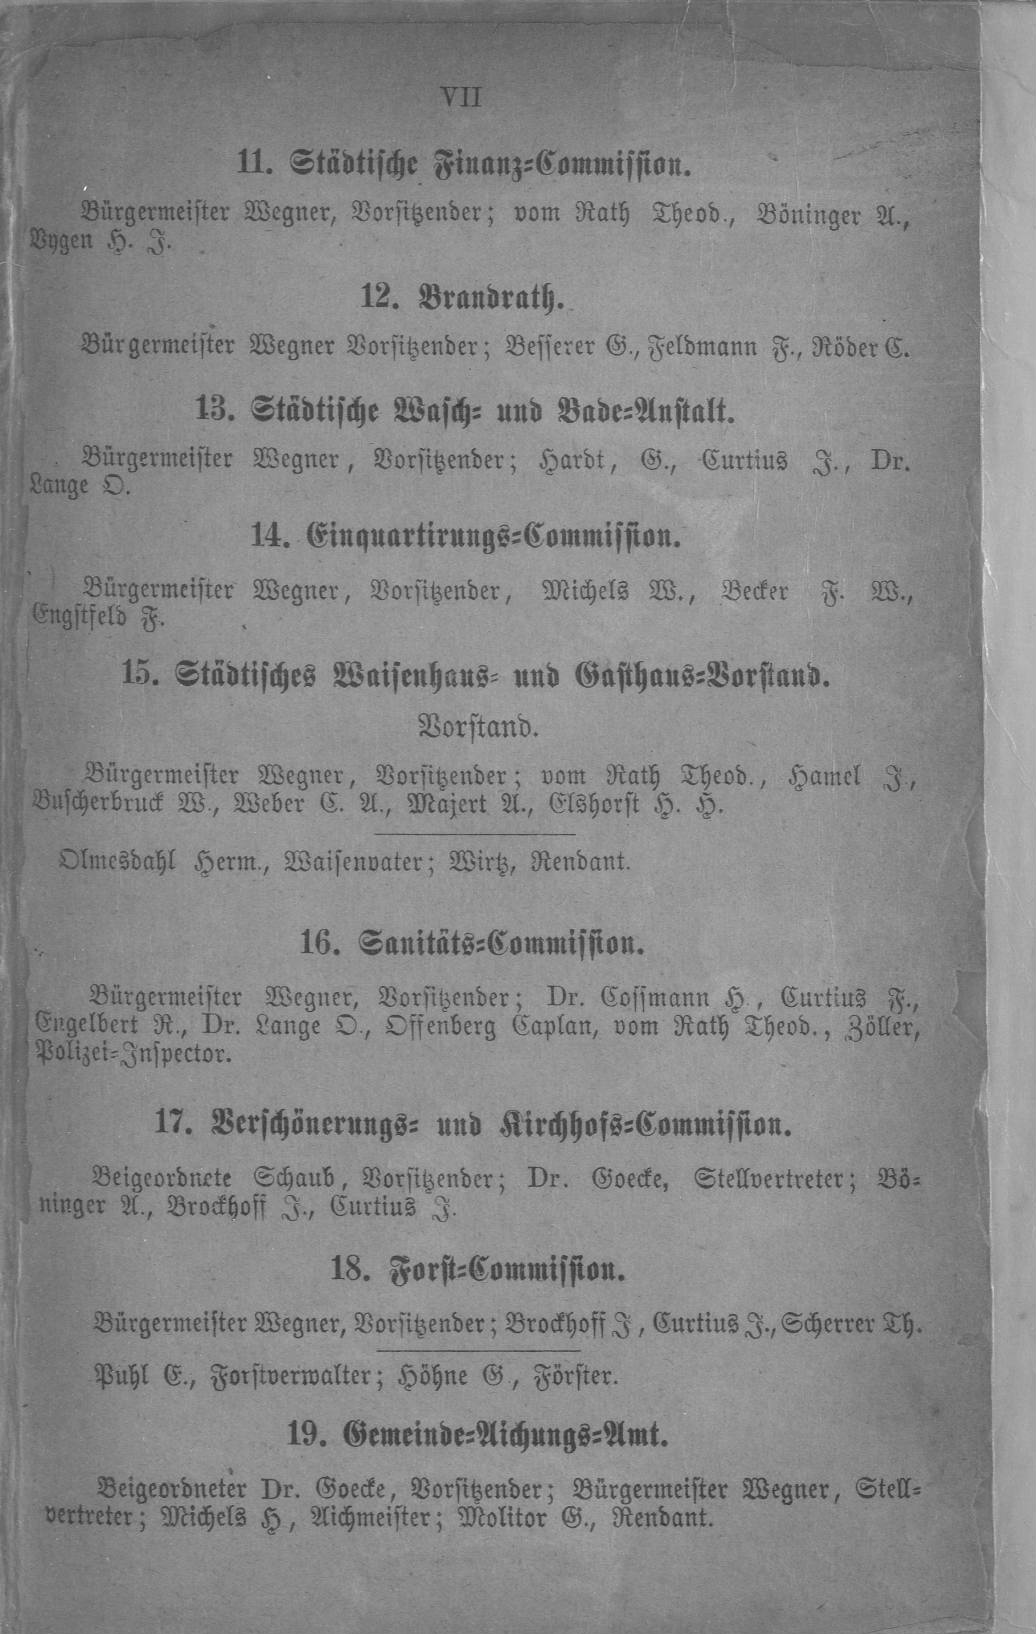 VII
11. Städtische Finanz-Commission.
Bürgermeister Wegner, Vorsitzender; vom Rath Theod., Böninger A.,
Vygen H. J.
12. Brandrath.
Bürgermeister Wegner Vorsitzender; Besserer G., Feldmann F., Röder C.
13. Städtische Wasch- und Bade-Anstalt.
Bürgermeister Wegner, Vorsitzender; Hardt, G., Curtius J., Dr.
Lange O.
14. Einquartirungs-Commission.
Bürgermeister Wegner, Vorsitzender, Michels W., Becker F. W.,
Engstfeld F.
15. Städtisches Waisenhaus- und Gasthaus-Vorstand.
Vorstand.
Bürgermeister Wegner, Vorsitzender; vom Rath Theod., Hamel J.,
Buscherbruck W., Weber C. A., Majert A., Elshorst H. H.
Olmesdahl Herm., Waisenvater; Wirtz, Rendant.
16. Sanitäts-Commission.
Bürgermeister Wegner, Vorsitzender; Dr. Cossmann H., Curtius F.,
Engelbert R., Dr. Lange O., Offenberg Caplan, vom Rath Theod., Zöller,
Polizei-Inspector.
17. Verschönerungs- und Kirchhofs-Commission.
Beigeordnete Schaub, Vorsitzender; Dr. Goecke, Stellvertreter; Bö-
ninger A., Brockhoff J., Curtius J.
18. Forst-Commission.
Bürgermeister Wegner, Vorsitzender; Brockhoff J, Curtius J., Scherrer Th.
Puhl E., Forstverwalter; Höhne G., Förster.
19. Gemeinde-Aichungs-Amt.
Beigeordneter Dr. Goecke, Vorsitzender; Bürgermeister Wegner, Stell-
vertreter; Michels H, Aichmeister; Molitor G., Rendant.